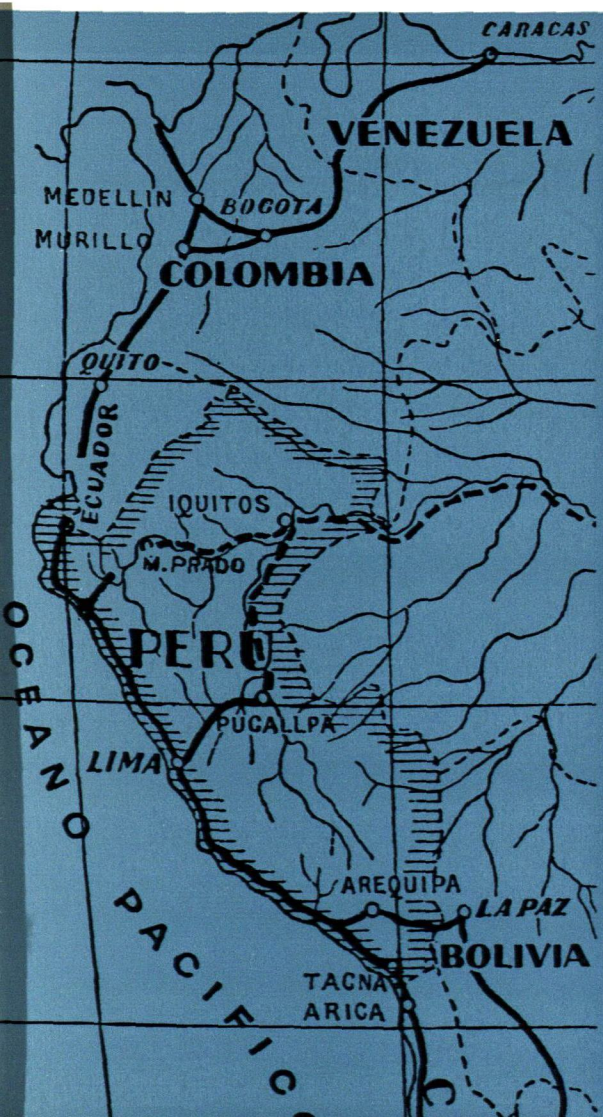 CARACAS
VENEZUELA
MEDELLIN
BOGOTA
MURILLO
COLOMBIA
QUITO
ECUADOR
IQUITOS
M. PRADO
PERU
PUCALLPA
LIMA
OCEANO PACIFICO
AREQUIPA
LA PAZ
BOLIVIA
TACNA
ARICA
C